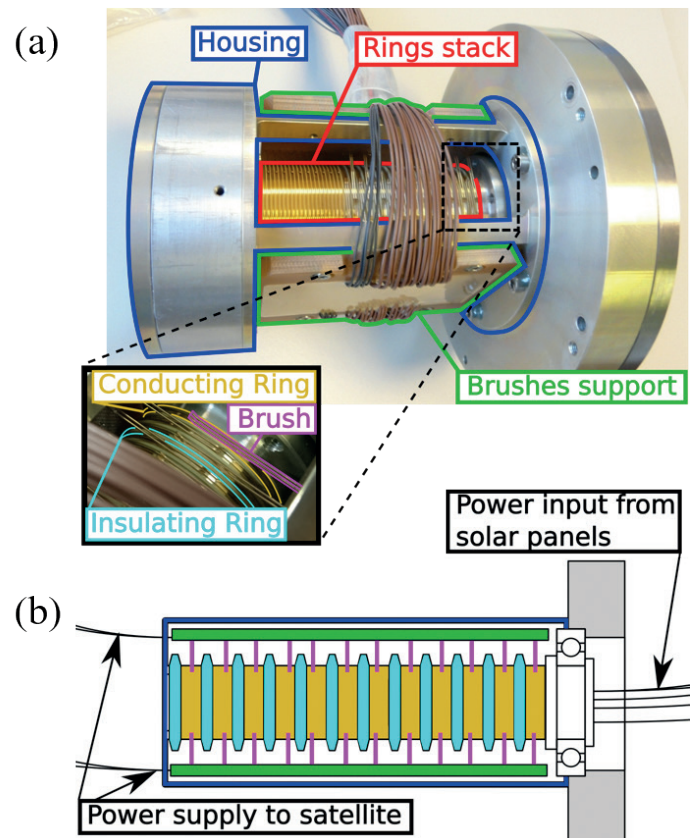 (a)
Housing
Rings stack
Brushes support
Conducting Ring
Brush
Insulating Ring
Power input from
solar panels
(b)
Power supply to satellite